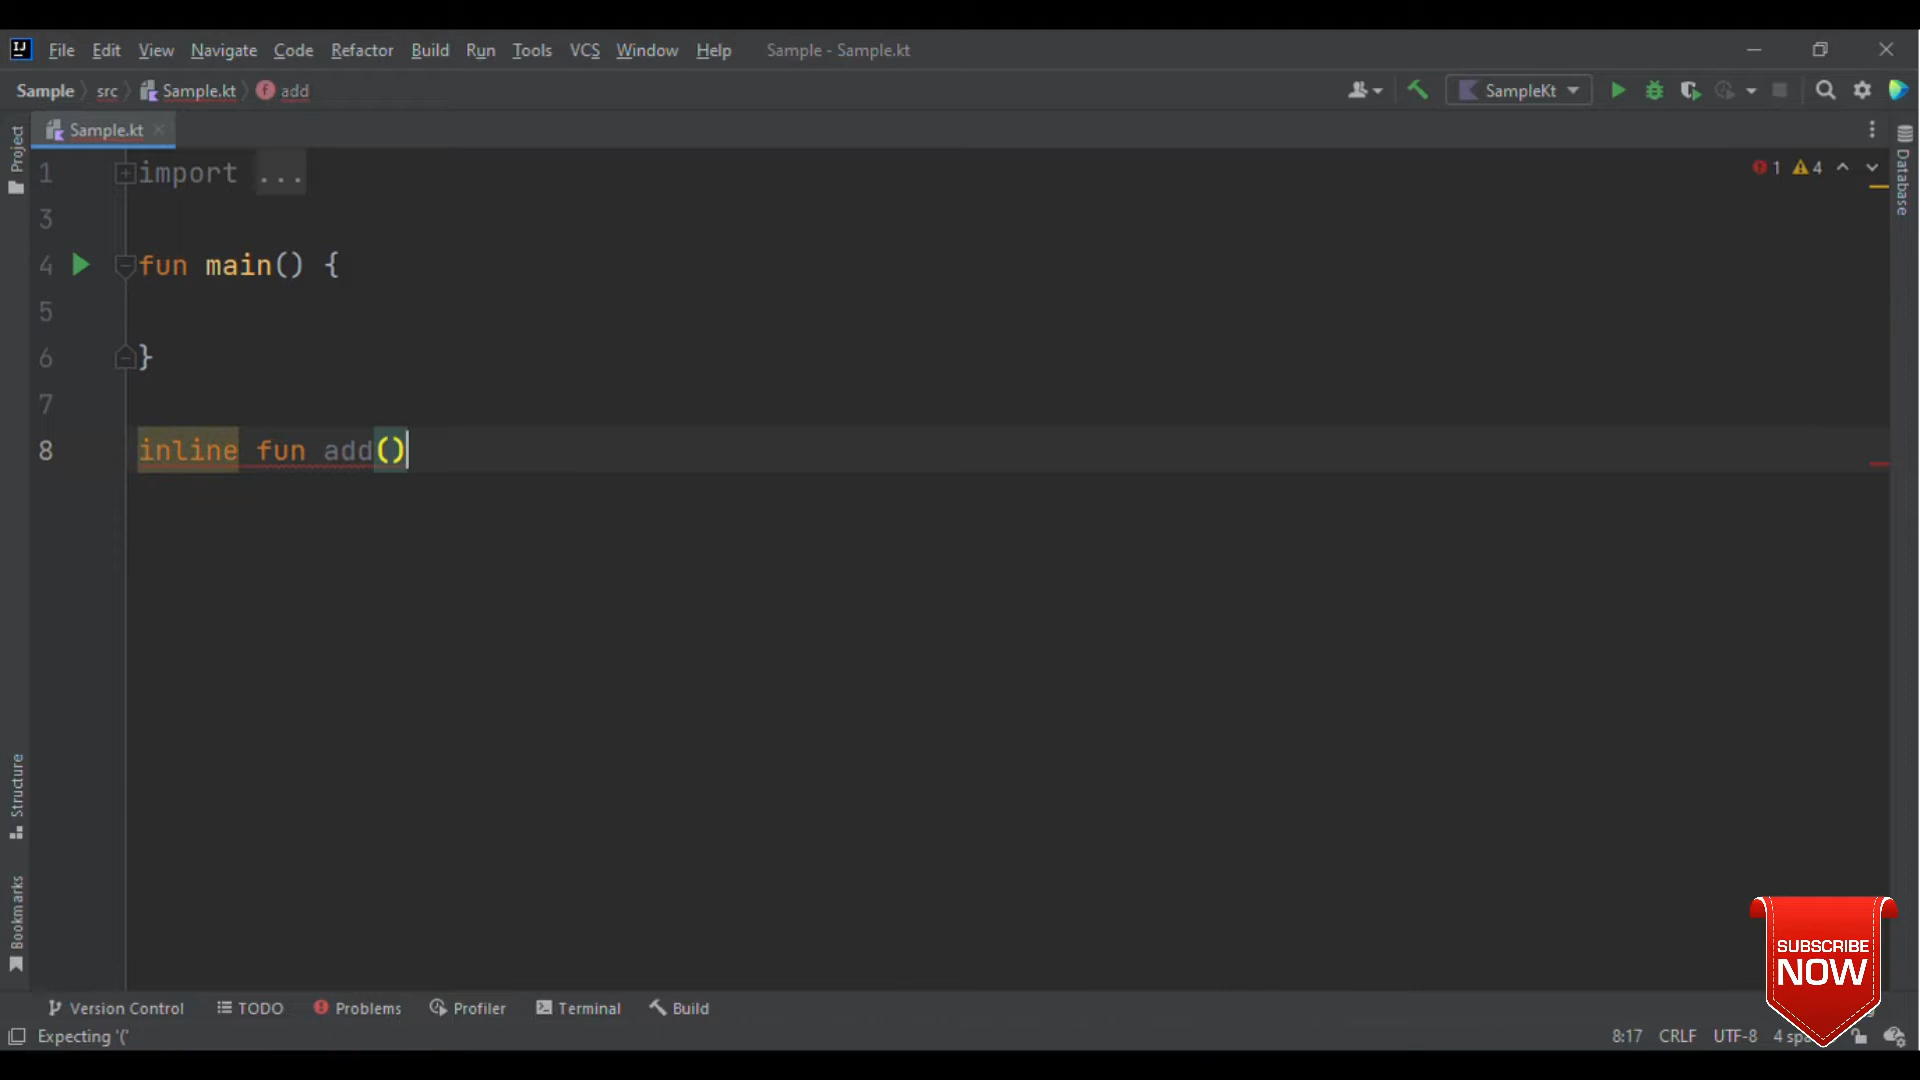 File Edit View Navigate Code Refactor Build Run Tools VCS Window Help Sample - Sample.kt
Sample src Sample.kt add SampleKt
Sample.kt
Project
Database
1 4
1 import ...
3
4 fun main() {
5
6 }
7
8 inline fun add()
Structure
Bookmarks
SUBSCRIBE
NOW
Version Control TODO Problems Profiler Terminal Build
Expecting '(' 8:17 CRLF UTF-8 4 spa